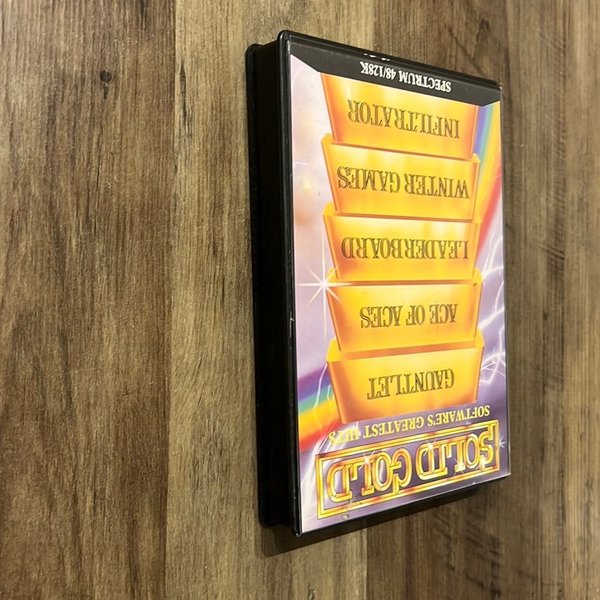 SOLID GOLD
SOFTWARE'S GREATEST HITS
GAUNTLET
ACE OF ACES
LEADERBOARD
WINTER GAMES
INFILTRATOR
SPECTRUM 48/128K